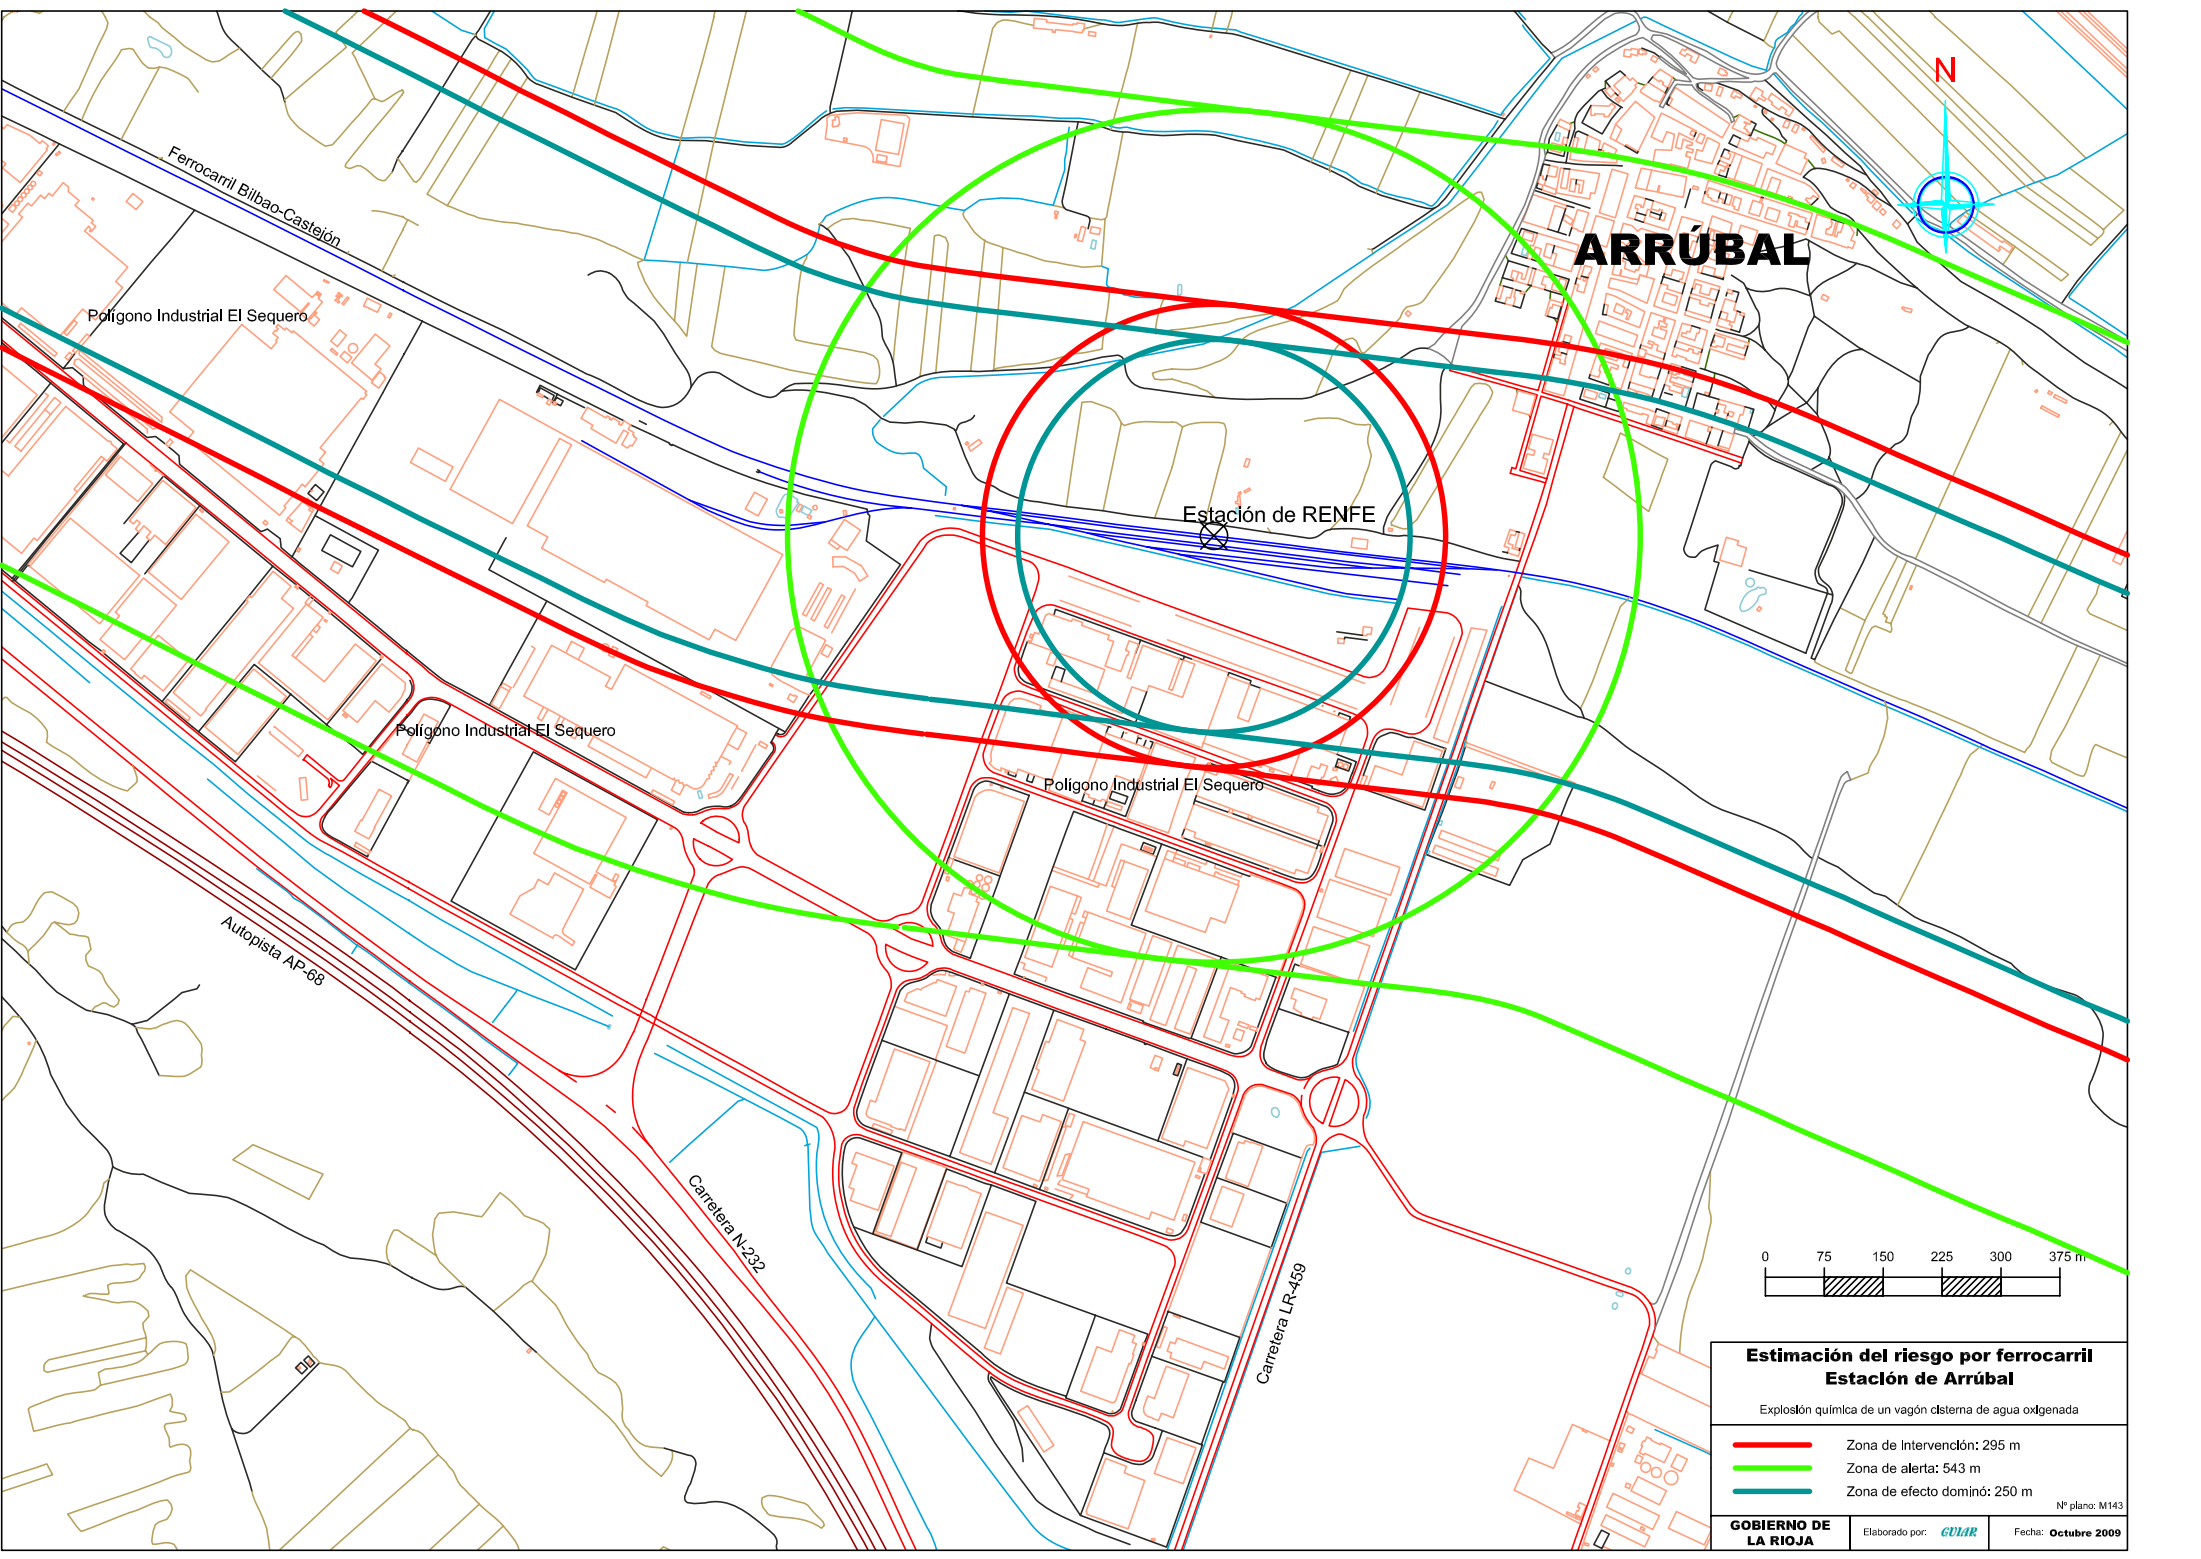 N
Ferrocarril Bilbao-Castejón
ARRÚBAL
Polígono Industrial El Sequero
Estación de RENFE
Polígono Industrial El Sequero
Polígono Industrial El Sequero
Autopista AP-68
Carretera N-232
Carretera LR-459
0 75 150 225 300 375 m
Estimación del riesgo por ferrocarril
Estación de Arrúbal
Explosión química de un vagón cisterna de agua oxigenada
Zona de Intervención: 295 m
Zona de alerta: 543 m
Zona de efecto dominó: 250 m
Nº plano: M143
GOBIERNO DE
LA RIOJA
Elaborado por: GUIAR
Fecha: Octubre 2009